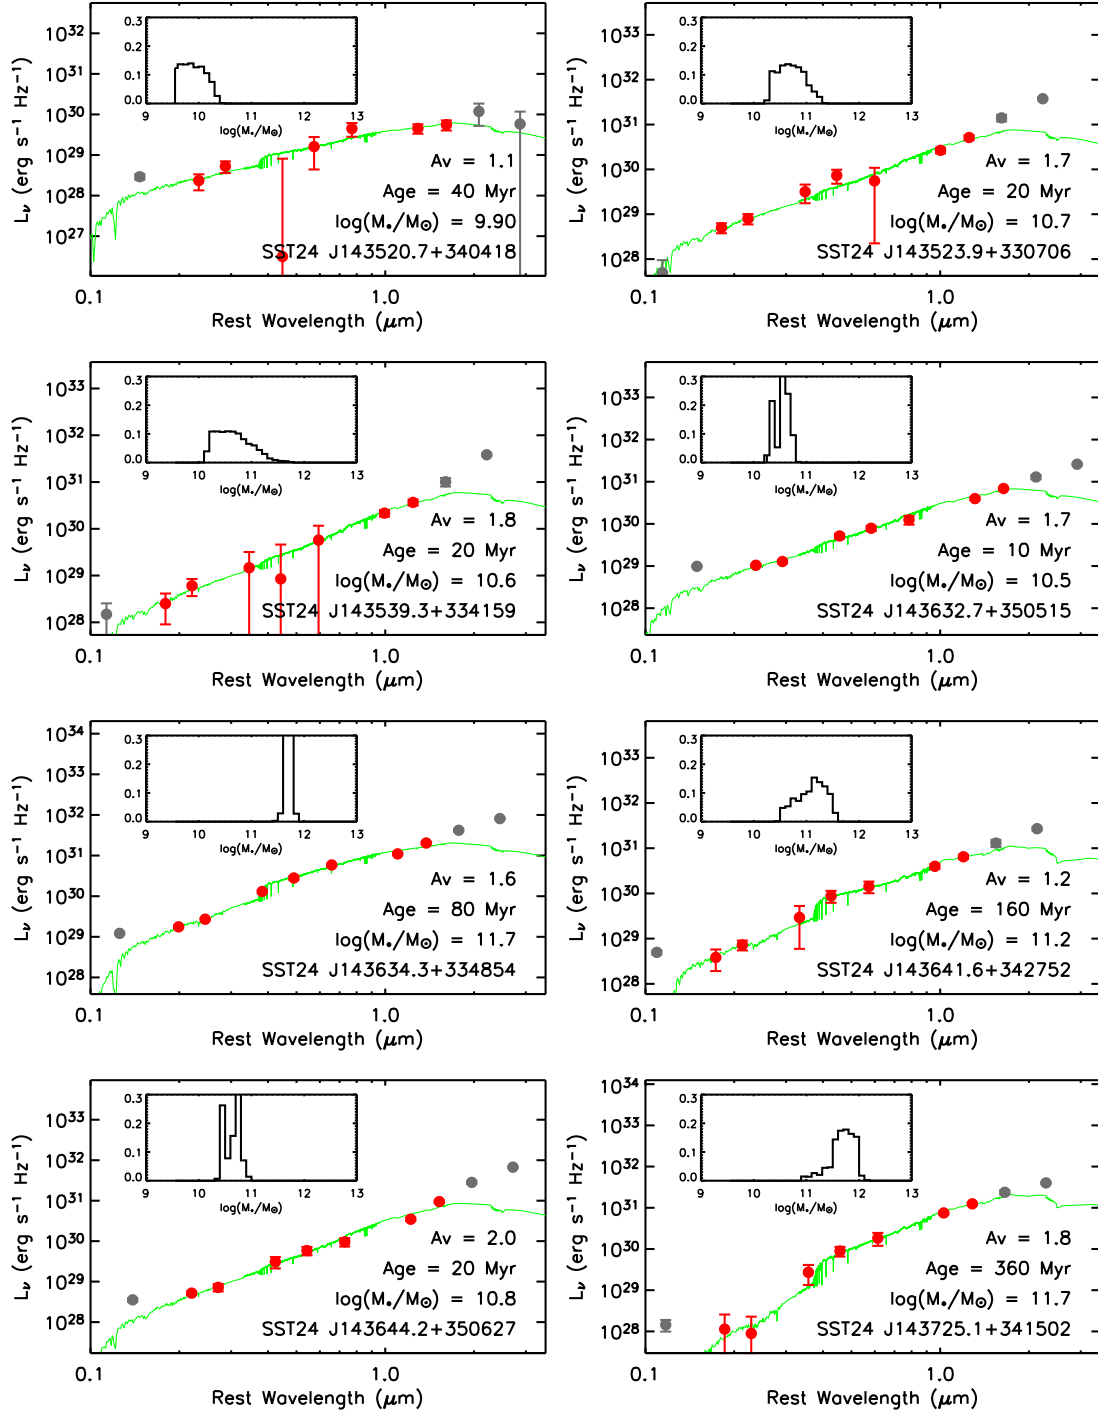 L_ν (erg s⁻¹ Hz⁻¹)
10³²
10³¹
10³⁰
10²⁹
10²⁸
10²⁷
0.3
0.2
0.1
0.0
9 10 11 12 13
log(M⋆/M⊙)
Av = 1.1
Age = 40 Myr
log(M⋆/M⊙) = 9.90
SST24 J143520.7+340418
0.1 1.0
Rest Wavelength (μm)
L_ν (erg s⁻¹ Hz⁻¹)
10³³
10³²
10³¹
10³⁰
10²⁹
10²⁸
0.3
0.2
0.1
0.0
9 10 11 12 13
log(M⋆/M⊙)
Av = 1.7
Age = 20 Myr
log(M⋆/M⊙) = 10.7
SST24 J143523.9+330706
0.1 1.0
Rest Wavelength (μm)
L_ν (erg s⁻¹ Hz⁻¹)
10³³
10³²
10³¹
10³⁰
10²⁹
10²⁸
0.3
0.2
0.1
0.0
9 10 11 12 13
log(M⋆/M⊙)
Av = 1.8
Age = 20 Myr
log(M⋆/M⊙) = 10.6
SST24 J143539.3+334159
0.1 1.0
Rest Wavelength (μm)
L_ν (erg s⁻¹ Hz⁻¹)
10³³
10³²
10³¹
10³⁰
10²⁹
10²⁸
0.3
0.2
0.1
0.0
9 10 11 12 13
log(M⋆/M⊙)
Av = 1.7
Age = 10 Myr
log(M⋆/M⊙) = 10.5
SST24 J143632.7+350515
0.1 1.0
Rest Wavelength (μm)
L_ν (erg s⁻¹ Hz⁻¹)
10³⁴
10³³
10³²
10³¹
10³⁰
10²⁹
10²⁸
0.3
0.2
0.1
0.0
9 10 11 12 13
log(M⋆/M⊙)
Av = 1.6
Age = 80 Myr
log(M⋆/M⊙) = 11.7
SST24 J143634.3+334854
0.1 1.0
Rest Wavelength (μm)
L_ν (erg s⁻¹ Hz⁻¹)
10³³
10³²
10³¹
10³⁰
10²⁹
10²⁸
0.3
0.2
0.1
0.0
9 10 11 12 13
log(M⋆/M⊙)
Av = 1.2
Age = 160 Myr
log(M⋆/M⊙) = 11.2
SST24 J143641.6+342752
0.1 1.0
Rest Wavelength (μm)
L_ν (erg s⁻¹ Hz⁻¹)
10³³
10³²
10³¹
10³⁰
10²⁹
10²⁸
0.3
0.2
0.1
0.0
9 10 11 12 13
log(M⋆/M⊙)
Av = 2.0
Age = 20 Myr
log(M⋆/M⊙) = 10.8
SST24 J143644.2+350627
0.1 1.0
Rest Wavelength (μm)
L_ν (erg s⁻¹ Hz⁻¹)
10³⁴
10³³
10³²
10³¹
10³⁰
10²⁹
10²⁸
0.3
0.2
0.1
0.0
9 10 11 12 13
log(M⋆/M⊙)
Av = 1.8
Age = 360 Myr
log(M⋆/M⊙) = 11.7
SST24 J143725.1+341502
0.1 1.0
Rest Wavelength (μm)